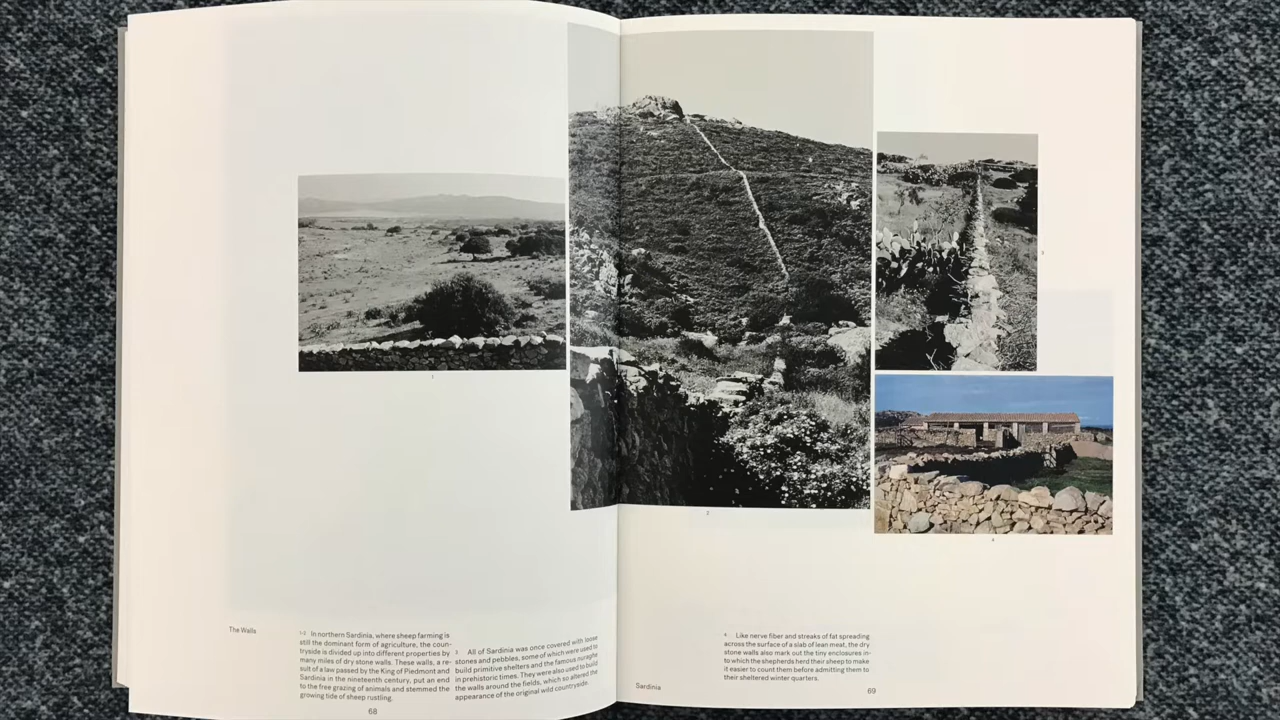 1
2
3
4
The Walls
1-2 In northern Sardinia, where sheep farming is
still the dominant form of agriculture, the coun-
tryside is divided up into different properties by
many miles of dry stone walls. These walls, a re-
sult of a law passed by the King of Piedmont and
Sardinia in the nineteenth century, put an end
to the free grazing of animals and stemmed the
growing tide of sheep rustling.
3 All of Sardinia was once covered with loose
stones and pebbles, some of which were used to
build primitive shelters and the famous nuraghe
in prehistoric times. They were also used to build
the walls around the fields, which so altered the
appearance of the original wild countryside.
68
4 Like nerve fiber and streaks of fat spreading
across the surface of a slab of lean meat, the dry
stone walls also mark out the tiny enclosures in-
to which the shepherds herd their sheep to make
it easier to count them before admitting them to
their sheltered winter quarters.
Sardinia
69